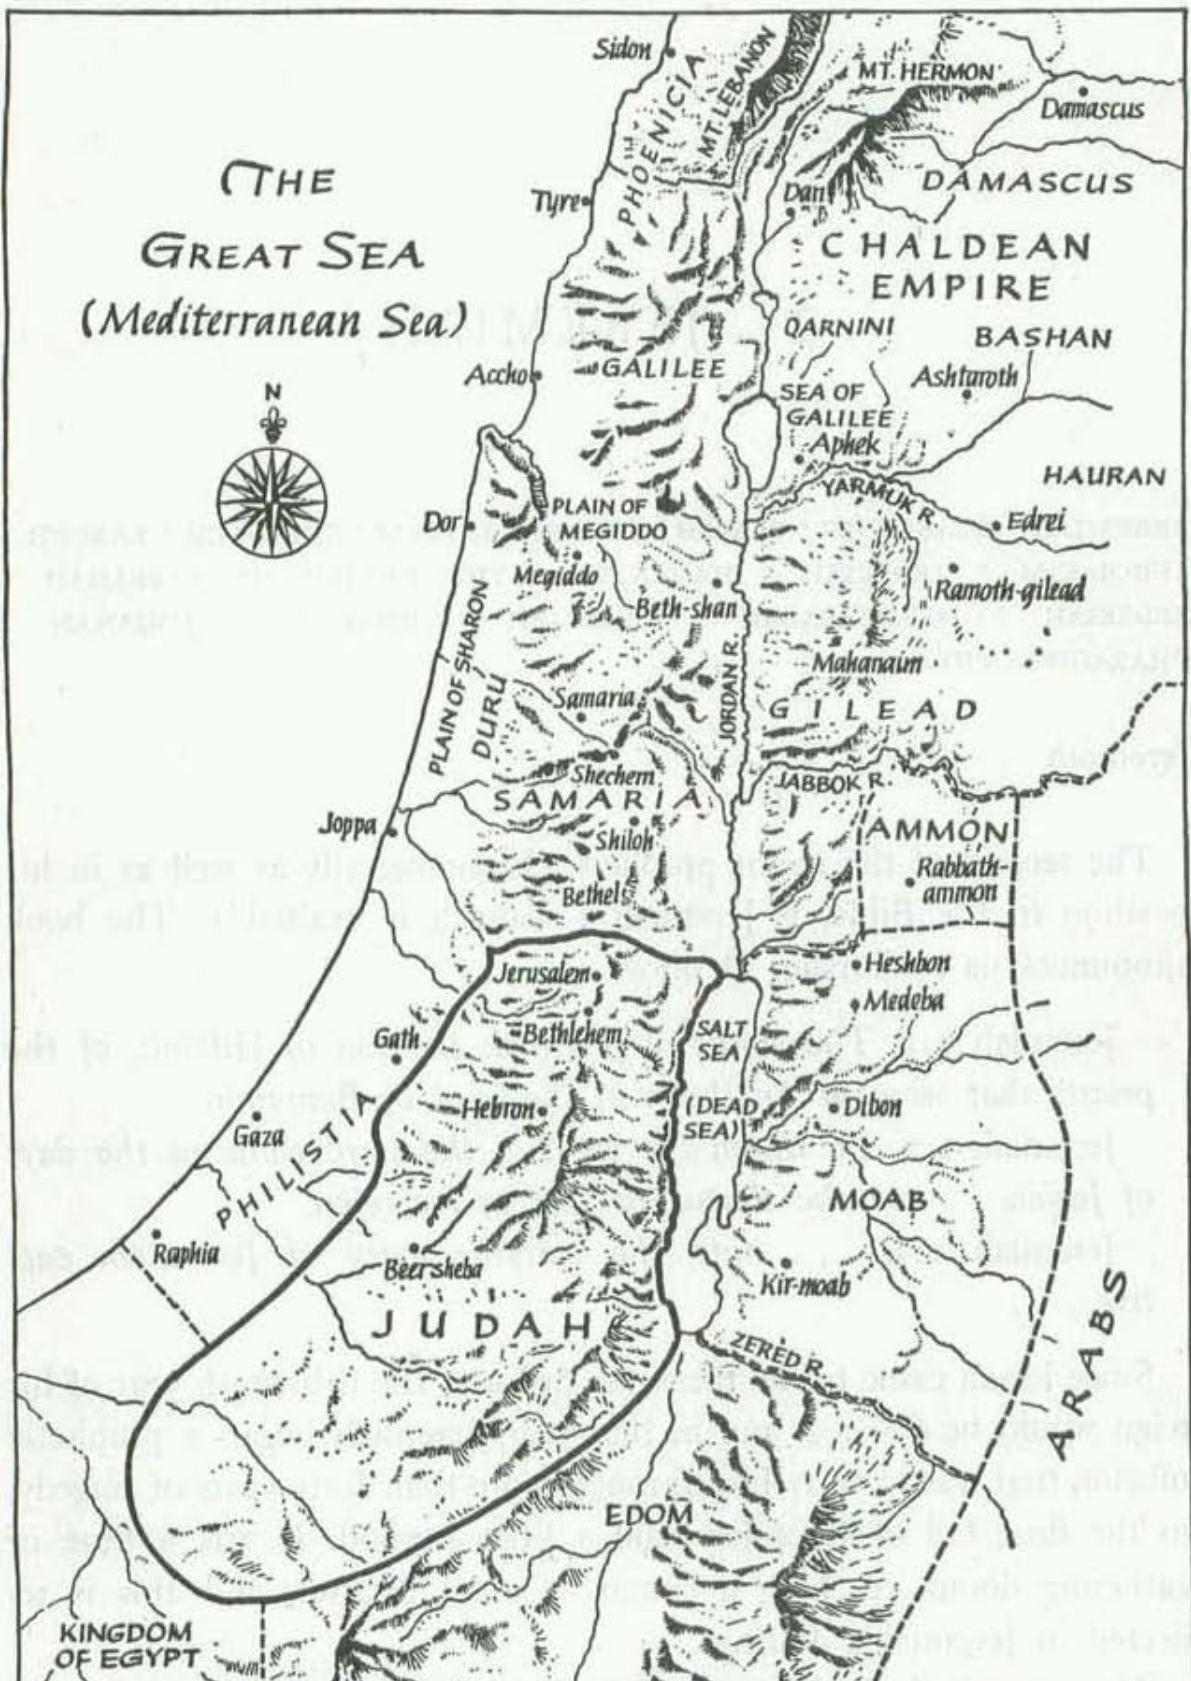 Sidon
PHOENICIA
MT. LEBANON
MT. HERMON
Damascus
THE
GREAT SEA
(Mediterranean Sea)
Tyre
Dan
DAMASCUS
CHALDEAN
EMPIRE
QARNINI
BASHAN
N
Accho
GALILEE
SEA OF
GALILEE
Ashtaroth
Aphek
HAURAN
YARMUK R.
Dor
PLAIN OF
MEGIDDO
Edrei
Megiddo
Beth-shan
Ramoth-gilead
Mahanaim
PLAIN OF SHARON
DURU
Samaria
JORDAN R.
GILEAD
Shechem
JABBOK R.
SAMARIA
Joppa
Shiloh
AMMON
Rabbath-
ammon
Bethel
Jerusalem
Heshbon
Medeba
Gath
Bethlehem
SALT
SEA
Gaza
Hebron
(DEAD
SEA)
Dibon
PHILISTIA
MOAB
Raphia
Beersheba
Kir-moab
JUDAH
ZERED R.
ARABS
EDOM
KINGDOM
OF EGYPT